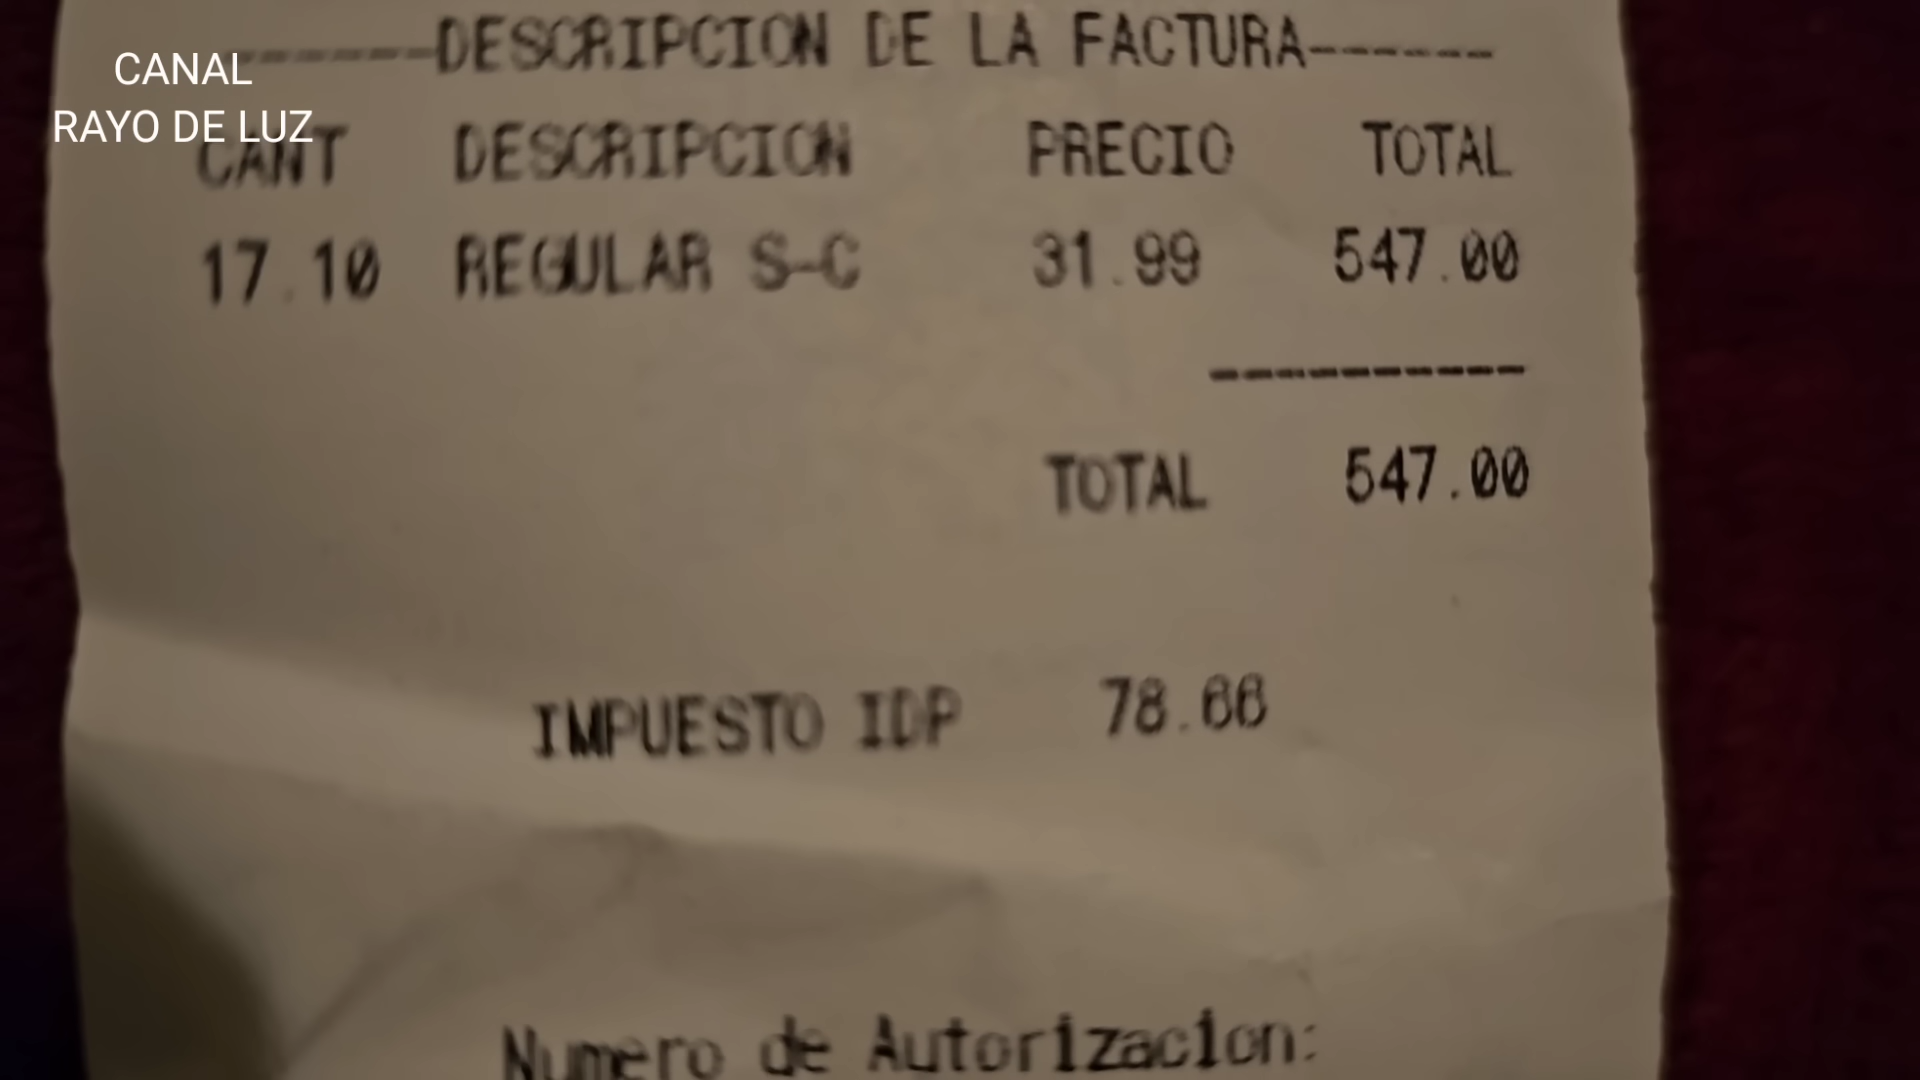 CANAL
RAYO DE LUZ
------DESCRIPCION DE LA FACTURA------
CANT DESCRIPCION PRECIO TOTAL
17.10 REGULAR S-C 31.99 547.00
----------
TOTAL 547.00
IMPUESTO IDP 78.66
Numero de Autorizacion: